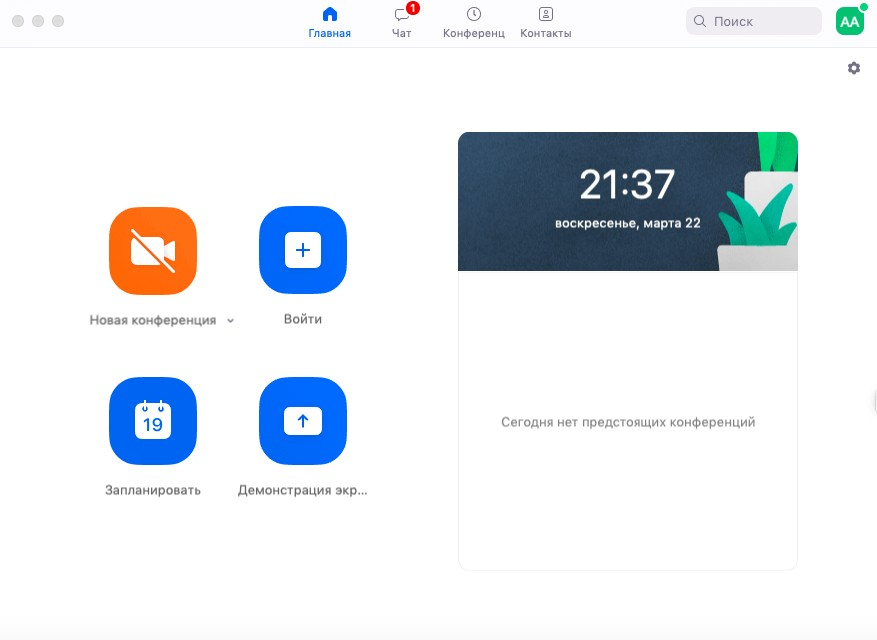 Главная
Чат
1
Конференц
Контакты
Поиск
AA
21:37
воскресенье, марта 22
Новая конференция
Войти
19
Запланировать
Демонстрация экр...
Сегодня нет предстоящих конференций